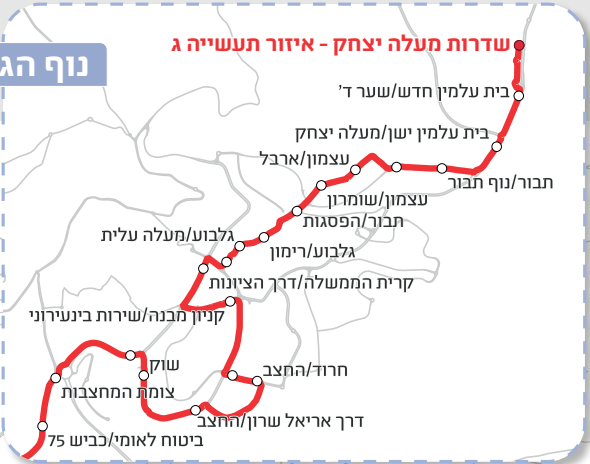 שדרות מעלה יצחק - איזור תעשייה ג
נוף הג
בית עלמין חדש/שער ד'
בית עלמין ישן/מעלה יצחק
עצמון/ארבל
תבור/נוף תבור
עצמון/שומרון
תבור/הפסגות
גלבוע/מעלה עלית
גלבוע/רימון
קרית הממשלה/דרך הציונות
קניון מבנה/שירות בינעירוני
שוק
חרוד/החצב
צומת המחצבות
דרך אריאל שרון/החצב
ביטוח לאומי/כביש 75